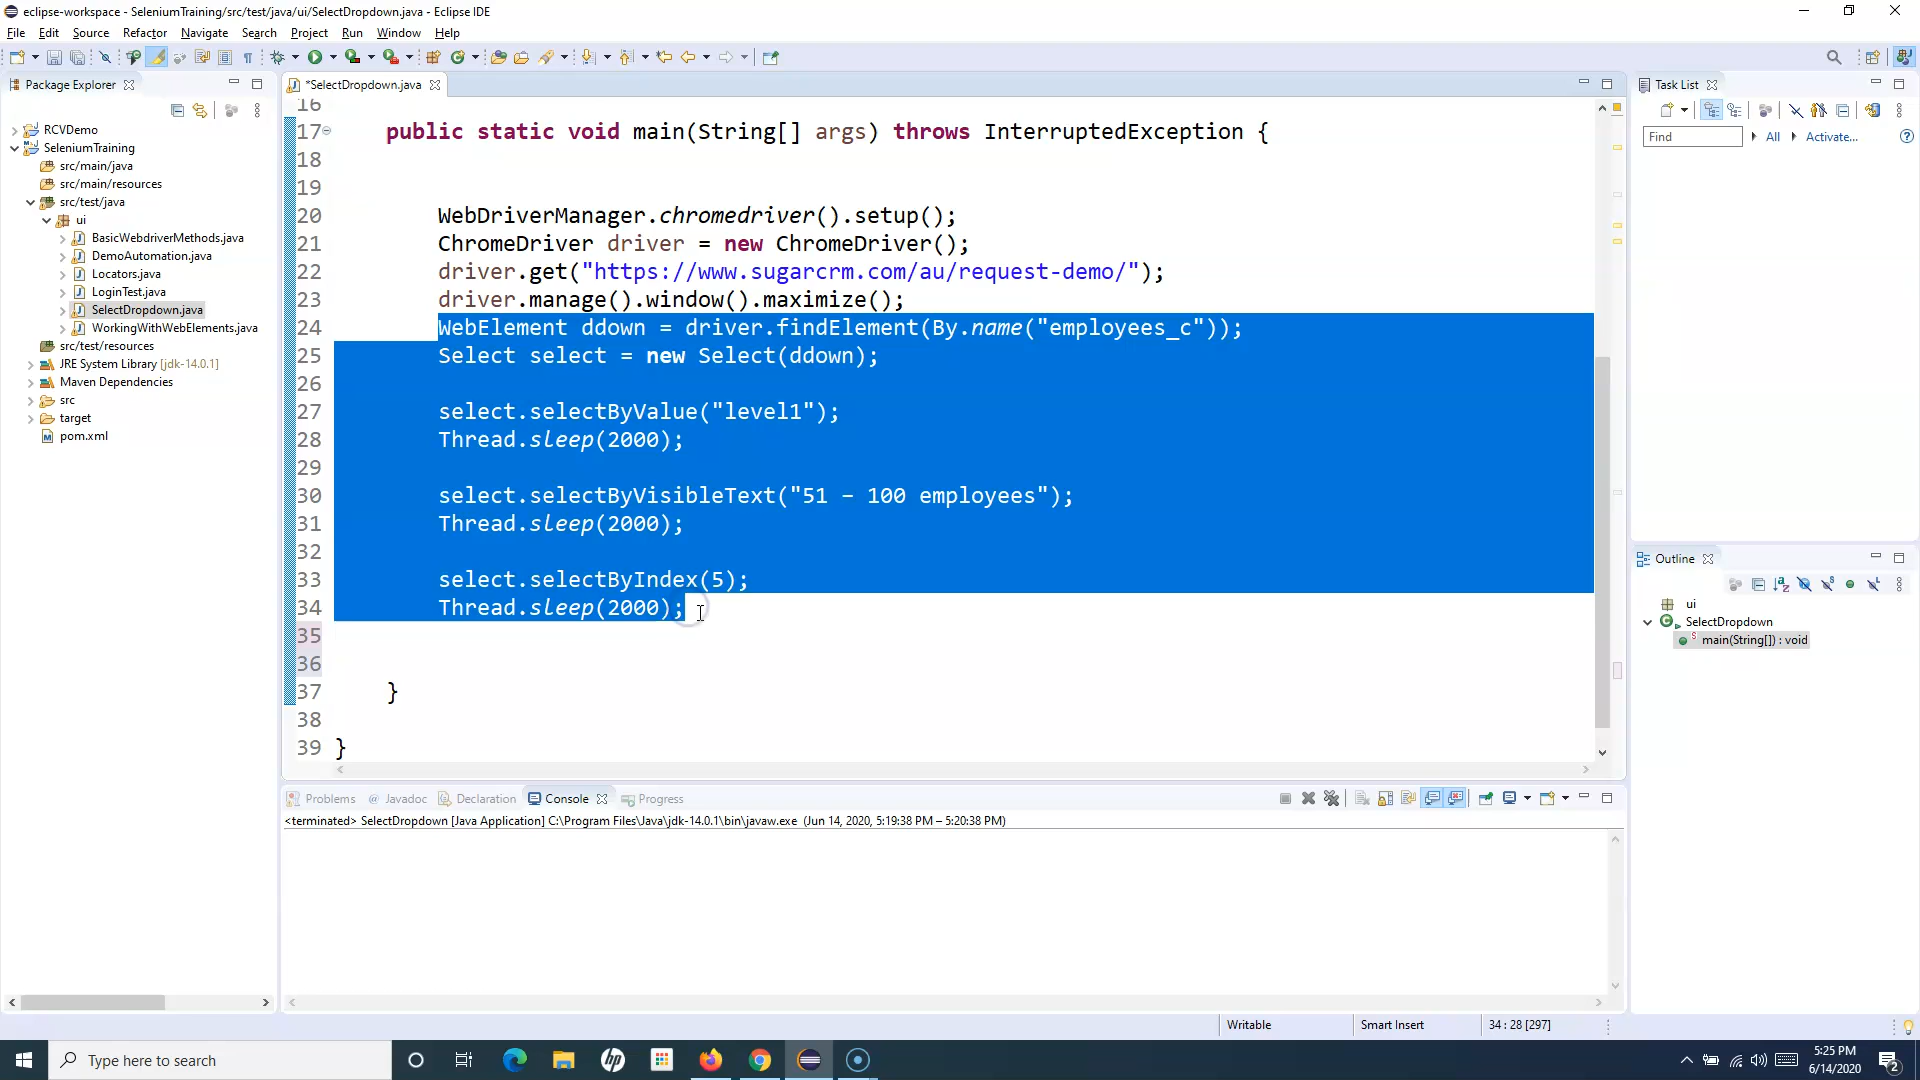 eclipse-workspace - SeleniumTraining/src/test/java/ui/SelectDropdown.java - Eclipse IDE
File Edit Source Refactor Navigate Search Project Run Window Help
Package Explorer
RCVDemo
SeleniumTraining
src/main/java
src/main/resources
src/test/java
ui
BasicWebdriverMethods.java
DemoAutomation.java
Locators.java
LoginTest.java
SelectDropdown.java
WorkingWithWebElements.java
src/test/resources
JRE System Library [jdk-14.0.1]
Maven Dependencies
src
target
pom.xml
*SelectDropdown.java
16
17 public static void main(String[] args) throws InterruptedException {
18
19
20 WebDriverManager.chromedriver().setup();
21 ChromeDriver driver = new ChromeDriver();
22 driver.get("https://www.sugarcrm.com/au/request-demo/");
23 driver.manage().window().maximize();
24 WebElement ddown = driver.findElement(By.name("employees_c"));
25 Select select = new Select(ddown);
26
27 select.selectByValue("level1");
28 Thread.sleep(2000);
29
30 select.selectByVisibleText("51 – 100 employees");
31 Thread.sleep(2000);
32
33 select.selectByIndex(5);
34 Thread.sleep(2000);
35
36
37 }
38
39 }
Task List
Find All Activate...
Outline
ui
SelectDropdown
main(String[]) : void
Problems Javadoc Declaration Console Progress
<terminated> SelectDropdown [Java Application] C:\Program Files\Java\jdk-14.0.1\bin\javaw.exe (Jun 14, 2020, 5:19:38 PM – 5:20:38 PM)
Writable Smart Insert 34 : 28 [297]
Type here to search
5:25 PM
6/14/2020
2